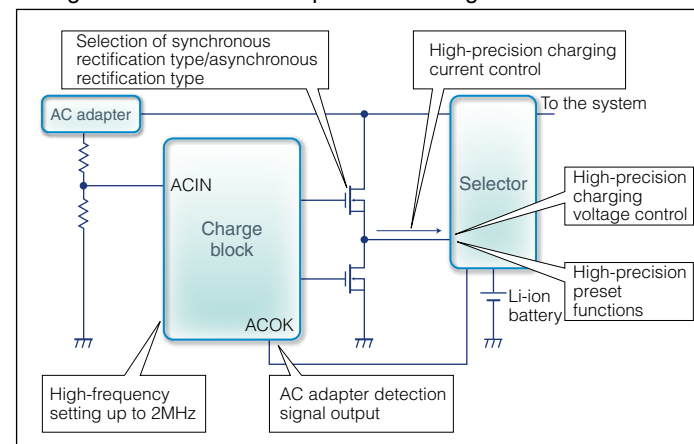 Selection of synchronous
rectification type/asynchronous
rectification type
High-precision charging
current control
AC adapter
To the system
ACIN
Charge
block
Selector
High-precision
charging
voltage control
High-precision
preset
functions
Li-ion
battery
ACOK
High-frequency
setting up to 2MHz
AC adapter detection
signal output